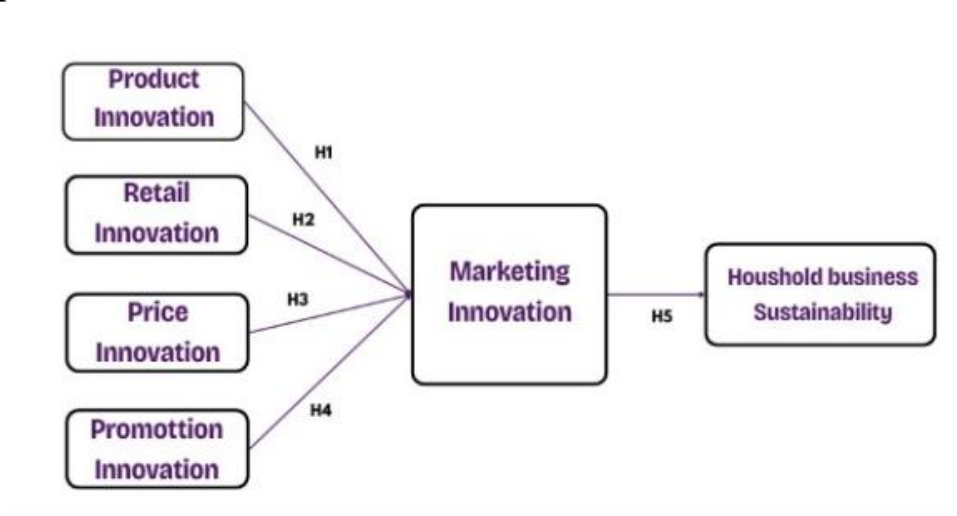 Product
Innovation
H1
Retail
Innovation
H2
Price
Innovation
H3
Promottion
Innovation
H4
Marketing
Innovation
H5
Houshold business
Sustainability